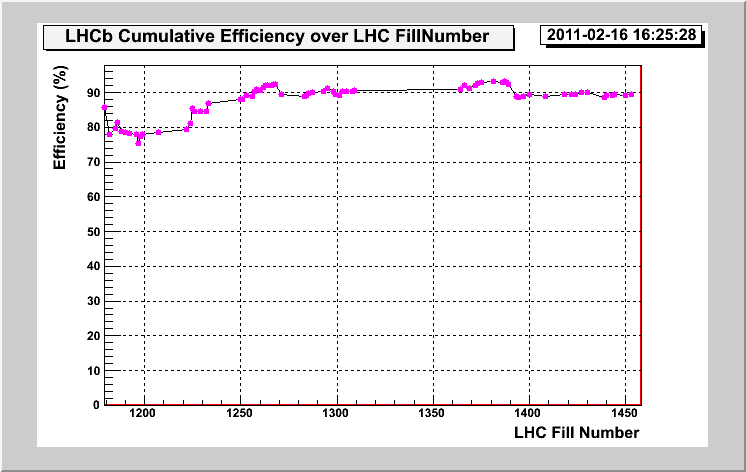 LHCb Cumulative Efficiency over LHC FillNumber
2011-02-16 16:25:28
Efficiency (%)
90
80
70
60
50
40
30
20
10
0
1200 1250 1300 1350 1400 1450
LHC Fill Number